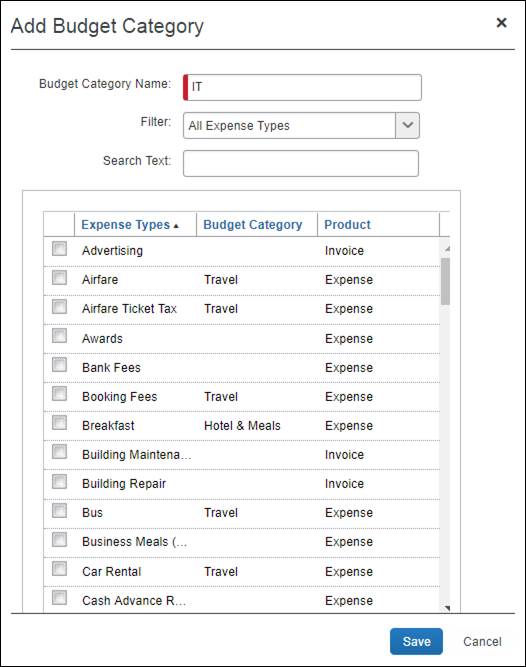 Add Budget Category
Budget Category Name: IT
Filter: All Expense Types
Search Text:
Expense Types Budget Category Product
Advertising Invoice
Airfare Travel Expense
Airfare Ticket Tax Travel Expense
Awards Expense
Bank Fees Expense
Booking Fees Travel Expense
Breakfast Hotel & Meals Expense
Building Maintena... Invoice
Building Repair Invoice
Bus Travel Expense
Business Meals (... Expense
Car Rental Travel Expense
Cash Advance R... Expense
Save Cancel